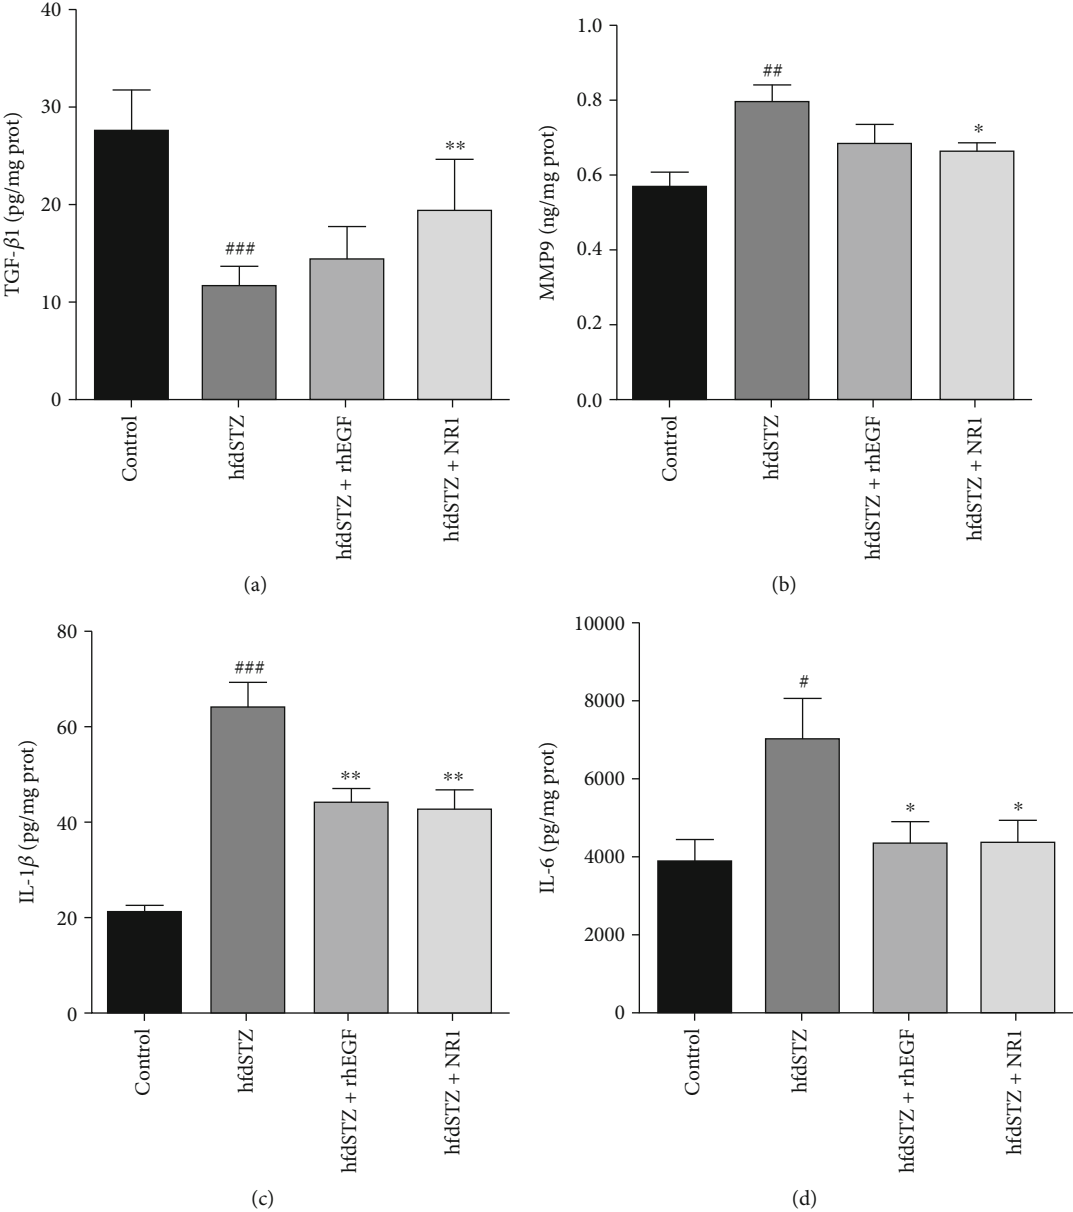 TGF-β1 (pg/mg prot)
40
30
20
10
0
###
**
Control
hfdSTZ
hfdSTZ + rhEGF
hfdSTZ + NR1
(a)
MMP9 (ng/mg prot)
1.0
0.8
0.6
0.4
0.2
0.0
##
*
Control
hfdSTZ
hfdSTZ + rhEGF
hfdSTZ + NR1
(b)
IL-1β (pg/mg prot)
80
60
40
20
0
###
**
**
Control
hfdSTZ
hfdSTZ + rhEGF
hfdSTZ + NR1
(c)
IL-6 (pg/mg prot)
10000
8000
6000
4000
2000
0
#
*
*
Control
hfdSTZ
hfdSTZ + rhEGF
hfdSTZ + NR1
(d)